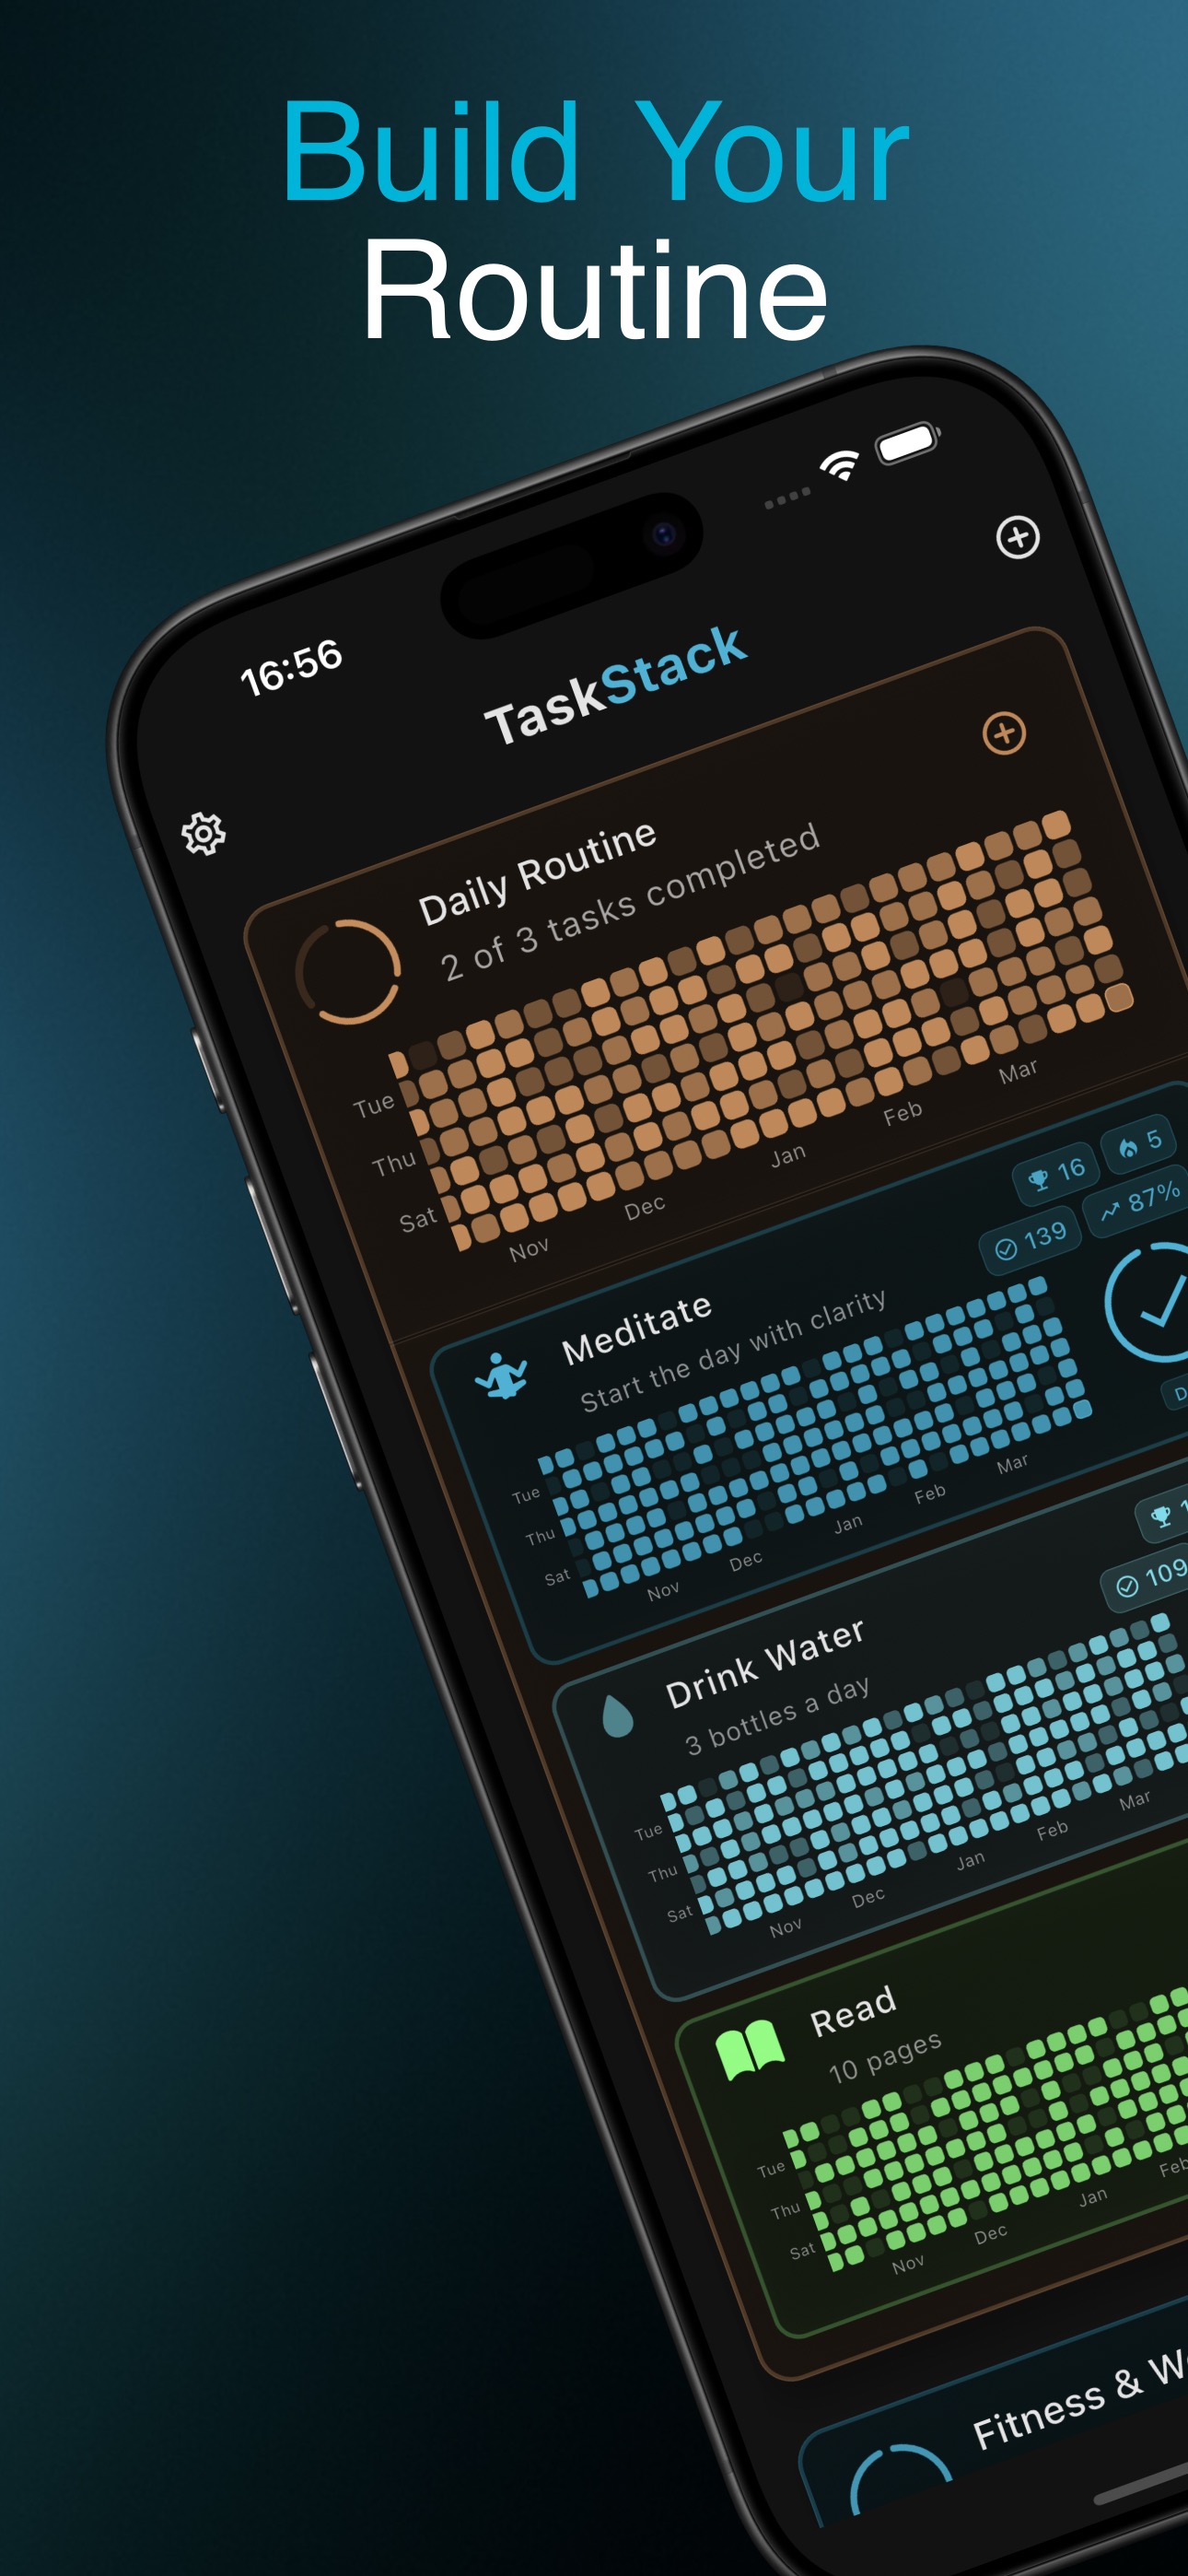 Build Your
Routine
16:56
TaskStack
Daily Routine
2 of 3 tasks completed
Tue
Thu
Sat
Nov
Dec
Jan
Feb
Mar
16
5
139
87%
Meditate
Start the day with clarity
Tue
Thu
Sat
Nov
Dec
Jan
Feb
Mar
109
Drink Water
3 bottles a day
Tue
Thu
Sat
Nov
Dec
Jan
Feb
Mar
Read
10 pages
Tue
Thu
Sat
Nov
Dec
Jan
Feb
Fitness &